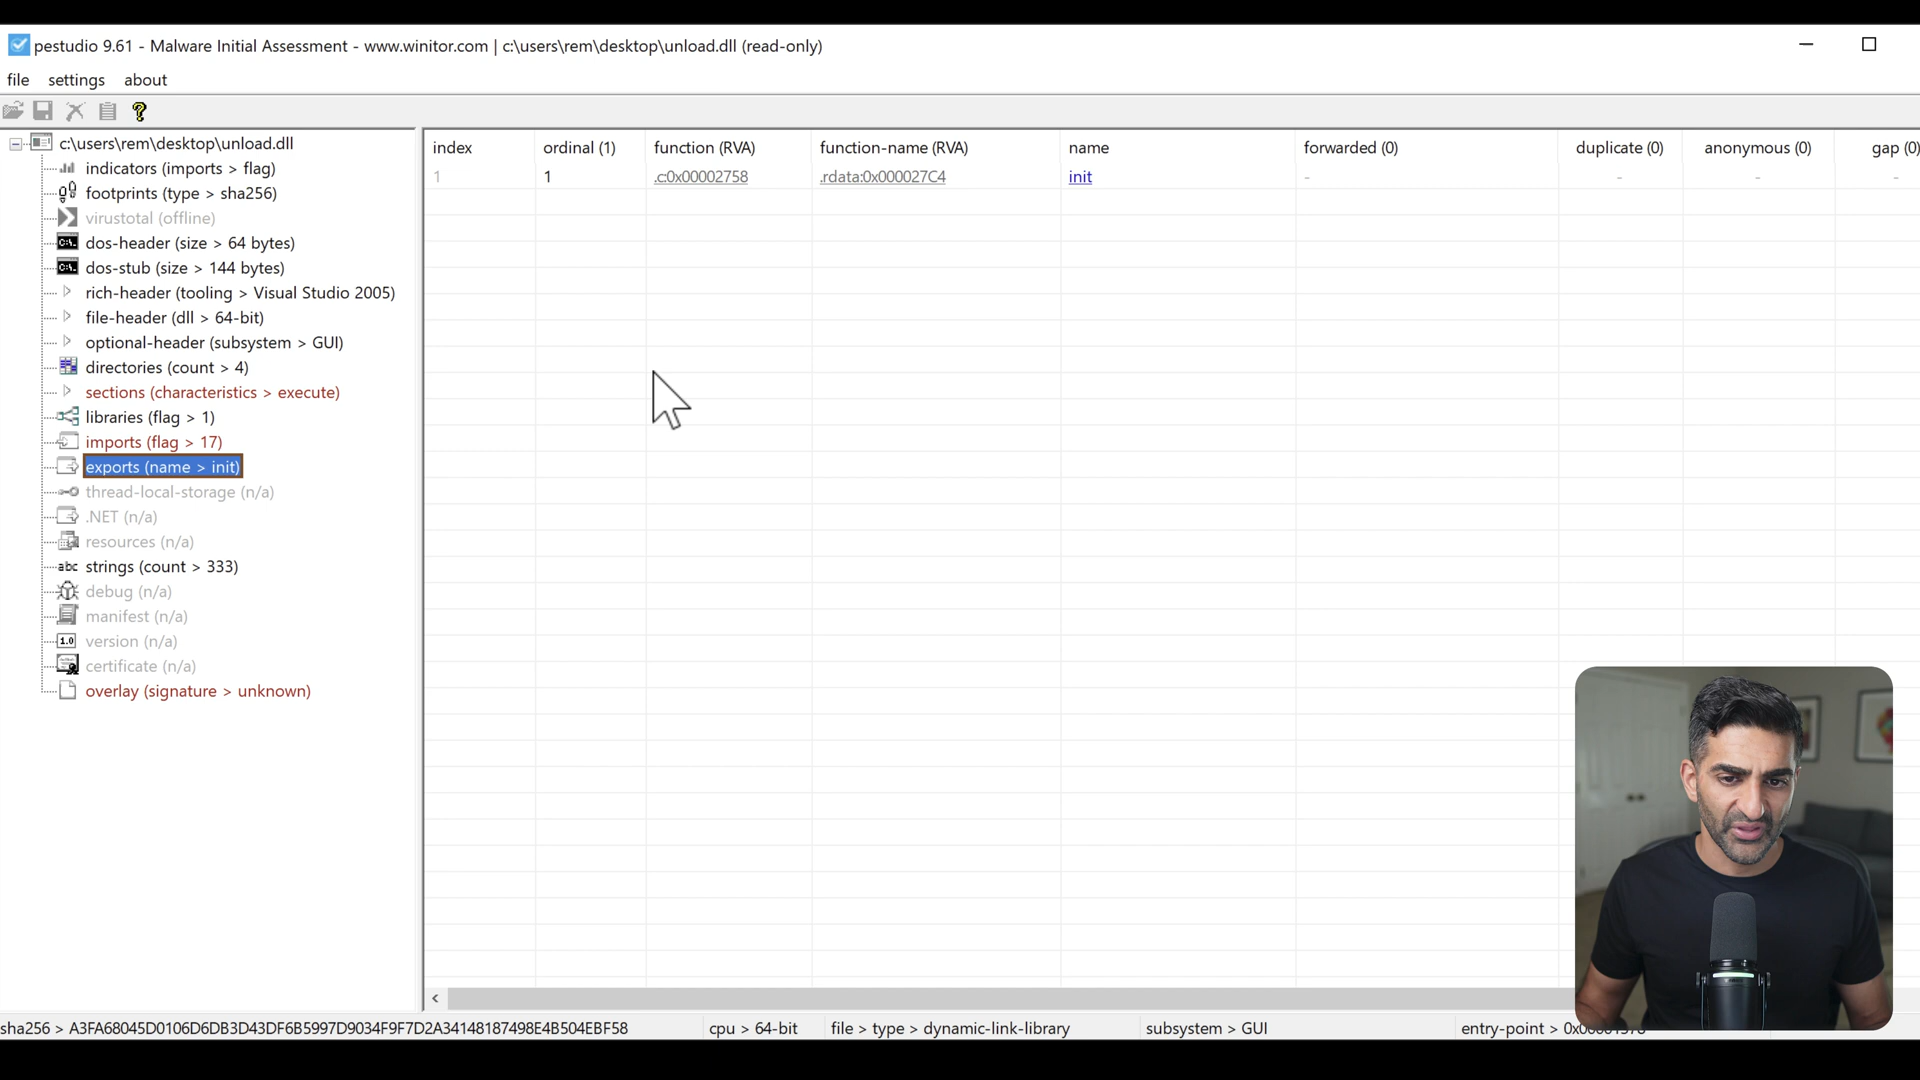 pestudio 9.61 - Malware Initial Assessment - www.winitor.com | c:\users\rem\desktop\unload.dll (read-only)
file settings about
c:\users\rem\desktop\unload.dll
indicators (imports > flag)
footprints (type > sha256)
virustotal (offline)
dos-header (size > 64 bytes)
dos-stub (size > 144 bytes)
rich-header (tooling > Visual Studio 2005)
file-header (dll > 64-bit)
optional-header (subsystem > GUI)
directories (count > 4)
sections (characteristics > execute)
libraries (flag > 1)
imports (flag > 17)
exports (name > init)
thread-local-storage (n/a)
.NET (n/a)
resources (n/a)
abc strings (count > 333)
debug (n/a)
manifest (n/a)
1.0 version (n/a)
certificate (n/a)
overlay (signature > unknown)
index ordinal (1) function (RVA) function-name (RVA) name forwarded (0) duplicate (0) anonymous (0) gap (0)
1 1 .c:0x00002758 .rdata:0x000027C4 init - - - -
sha256 > A3FA68045D0106D6DB3D43DF6B5997D9034F9F7D2A34148187498E4B504EBF58 cpu > 64-bit file > type > dynamic-link-library subsystem > GUI entry-point >